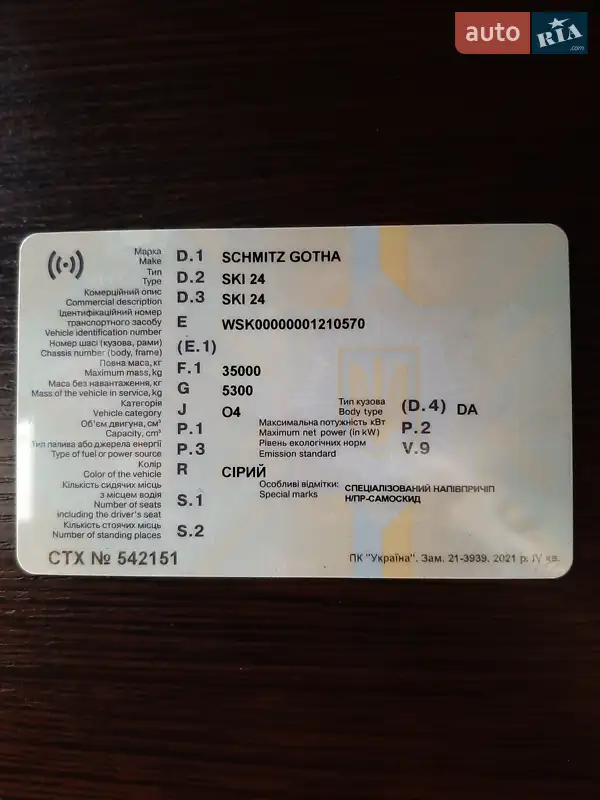 auto RIA .com
Марка D.1 SCHMITZ GOTHA
Make
Тип D.2 SKI 24
Type
Комерційний опис D.3 SKI 24
Commercial description
Ідентифікаційний номер
транспортного засобу E WSK00000001210570
Vehicle identification number
Номер шасі (кузова, рами) (E.1)
Chassis number (body, frame)
Повна маса, кг F.1 35000
Maximum mass, kg
Маса без навантаження, кг G 5300
Mass of the vehicle in service, kg
Категорія J O4
Vehicle category
Тип кузова (D.4) DA
Body type
Об'єм двигуна, см³ P.1
Capacity, cm³
Максимальна потужність кВт P.2
Maximum net power (in kW)
Тип палива або джерела енергії P.3
Type of fuel or power source
Рівень екологічних норм V.9
Emission standard
Колір R СІРИЙ
Color of the vehicle
Особливі відмітки: СПЕЦІАЛІЗОВАНИЙ НАПІВПРИЧІП
Special marks Н/ПР-САМОСКИД
Кількість сидячих місць
з місцем водія S.1
Number of seats
including the driver's seat
Кількість стоячих місць S.2
Number of standing places
СТХ № 542151
ПК "Україна". Зам. 21-3939. 2021 р. IV кв.